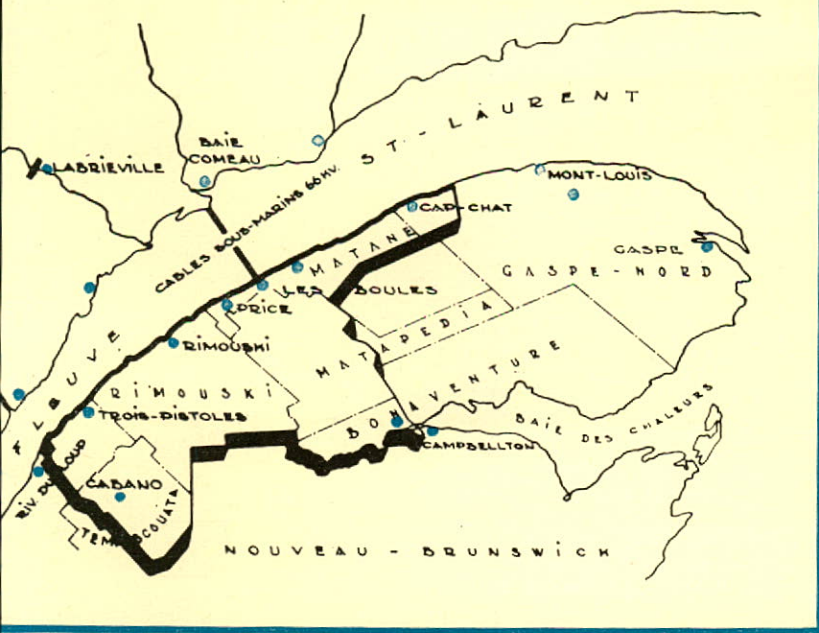 ST-LAURENT
BAIE
COMEAU
LABRIEVILLE
MONT-LOUIS
CABLES SOUS-MARINS 66 KV.
CAP-CHAT
MATANE
GASPE
GASPE-NORD
LES BOULES
PRICE
MATAPEDIA
FLEUVE
RIMOUSKI
BONAVENTURE
RIMOUSKI
BAIE DES CHALEURS
TROIS-PISTOLES
CAMPBELLTON
RIV. DU LOUP
CABANO
TEMISCOUATA
NOUVEAU - BRUNSWICK